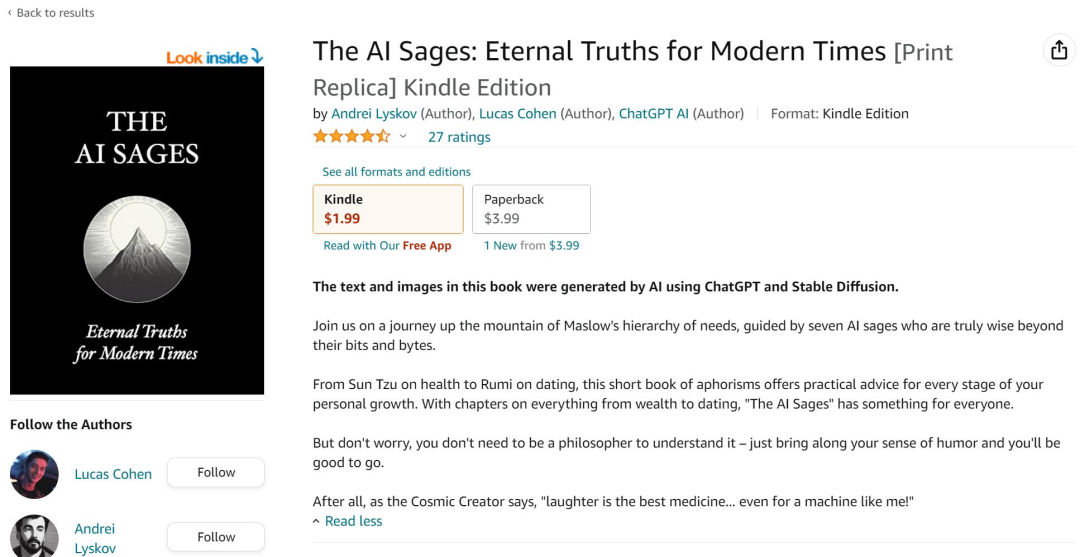 ‹ Back to results
Look inside
THE
AI SAGES
Eternal Truths
for Modern Times
Follow the Authors
Lucas Cohen
Follow
Andrei
Lyskov
Follow
The AI Sages: Eternal Truths for Modern Times [Print
Replica] Kindle Edition
by Andrei Lyskov (Author), Lucas Cohen (Author), ChatGPT AI (Author) | Format: Kindle Edition
27 ratings
See all formats and editions
Kindle
$1.99
Read with Our Free App
Paperback
$3.99
1 New from $3.99
The text and images in this book were generated by AI using ChatGPT and Stable Diffusion.
Join us on a journey up the mountain of Maslow's hierarchy of needs, guided by seven AI sages who are truly wise beyond
their bits and bytes.
From Sun Tzu on health to Rumi on dating, this short book of aphorisms offers practical advice for every stage of your
personal growth. With chapters on everything from wealth to dating, "The AI Sages" has something for everyone.
But don't worry, you don't need to be a philosopher to understand it – just bring along your sense of humor and you'll be
good to go.
After all, as the Cosmic Creator says, "laughter is the best medicine... even for a machine like me!"
Read less